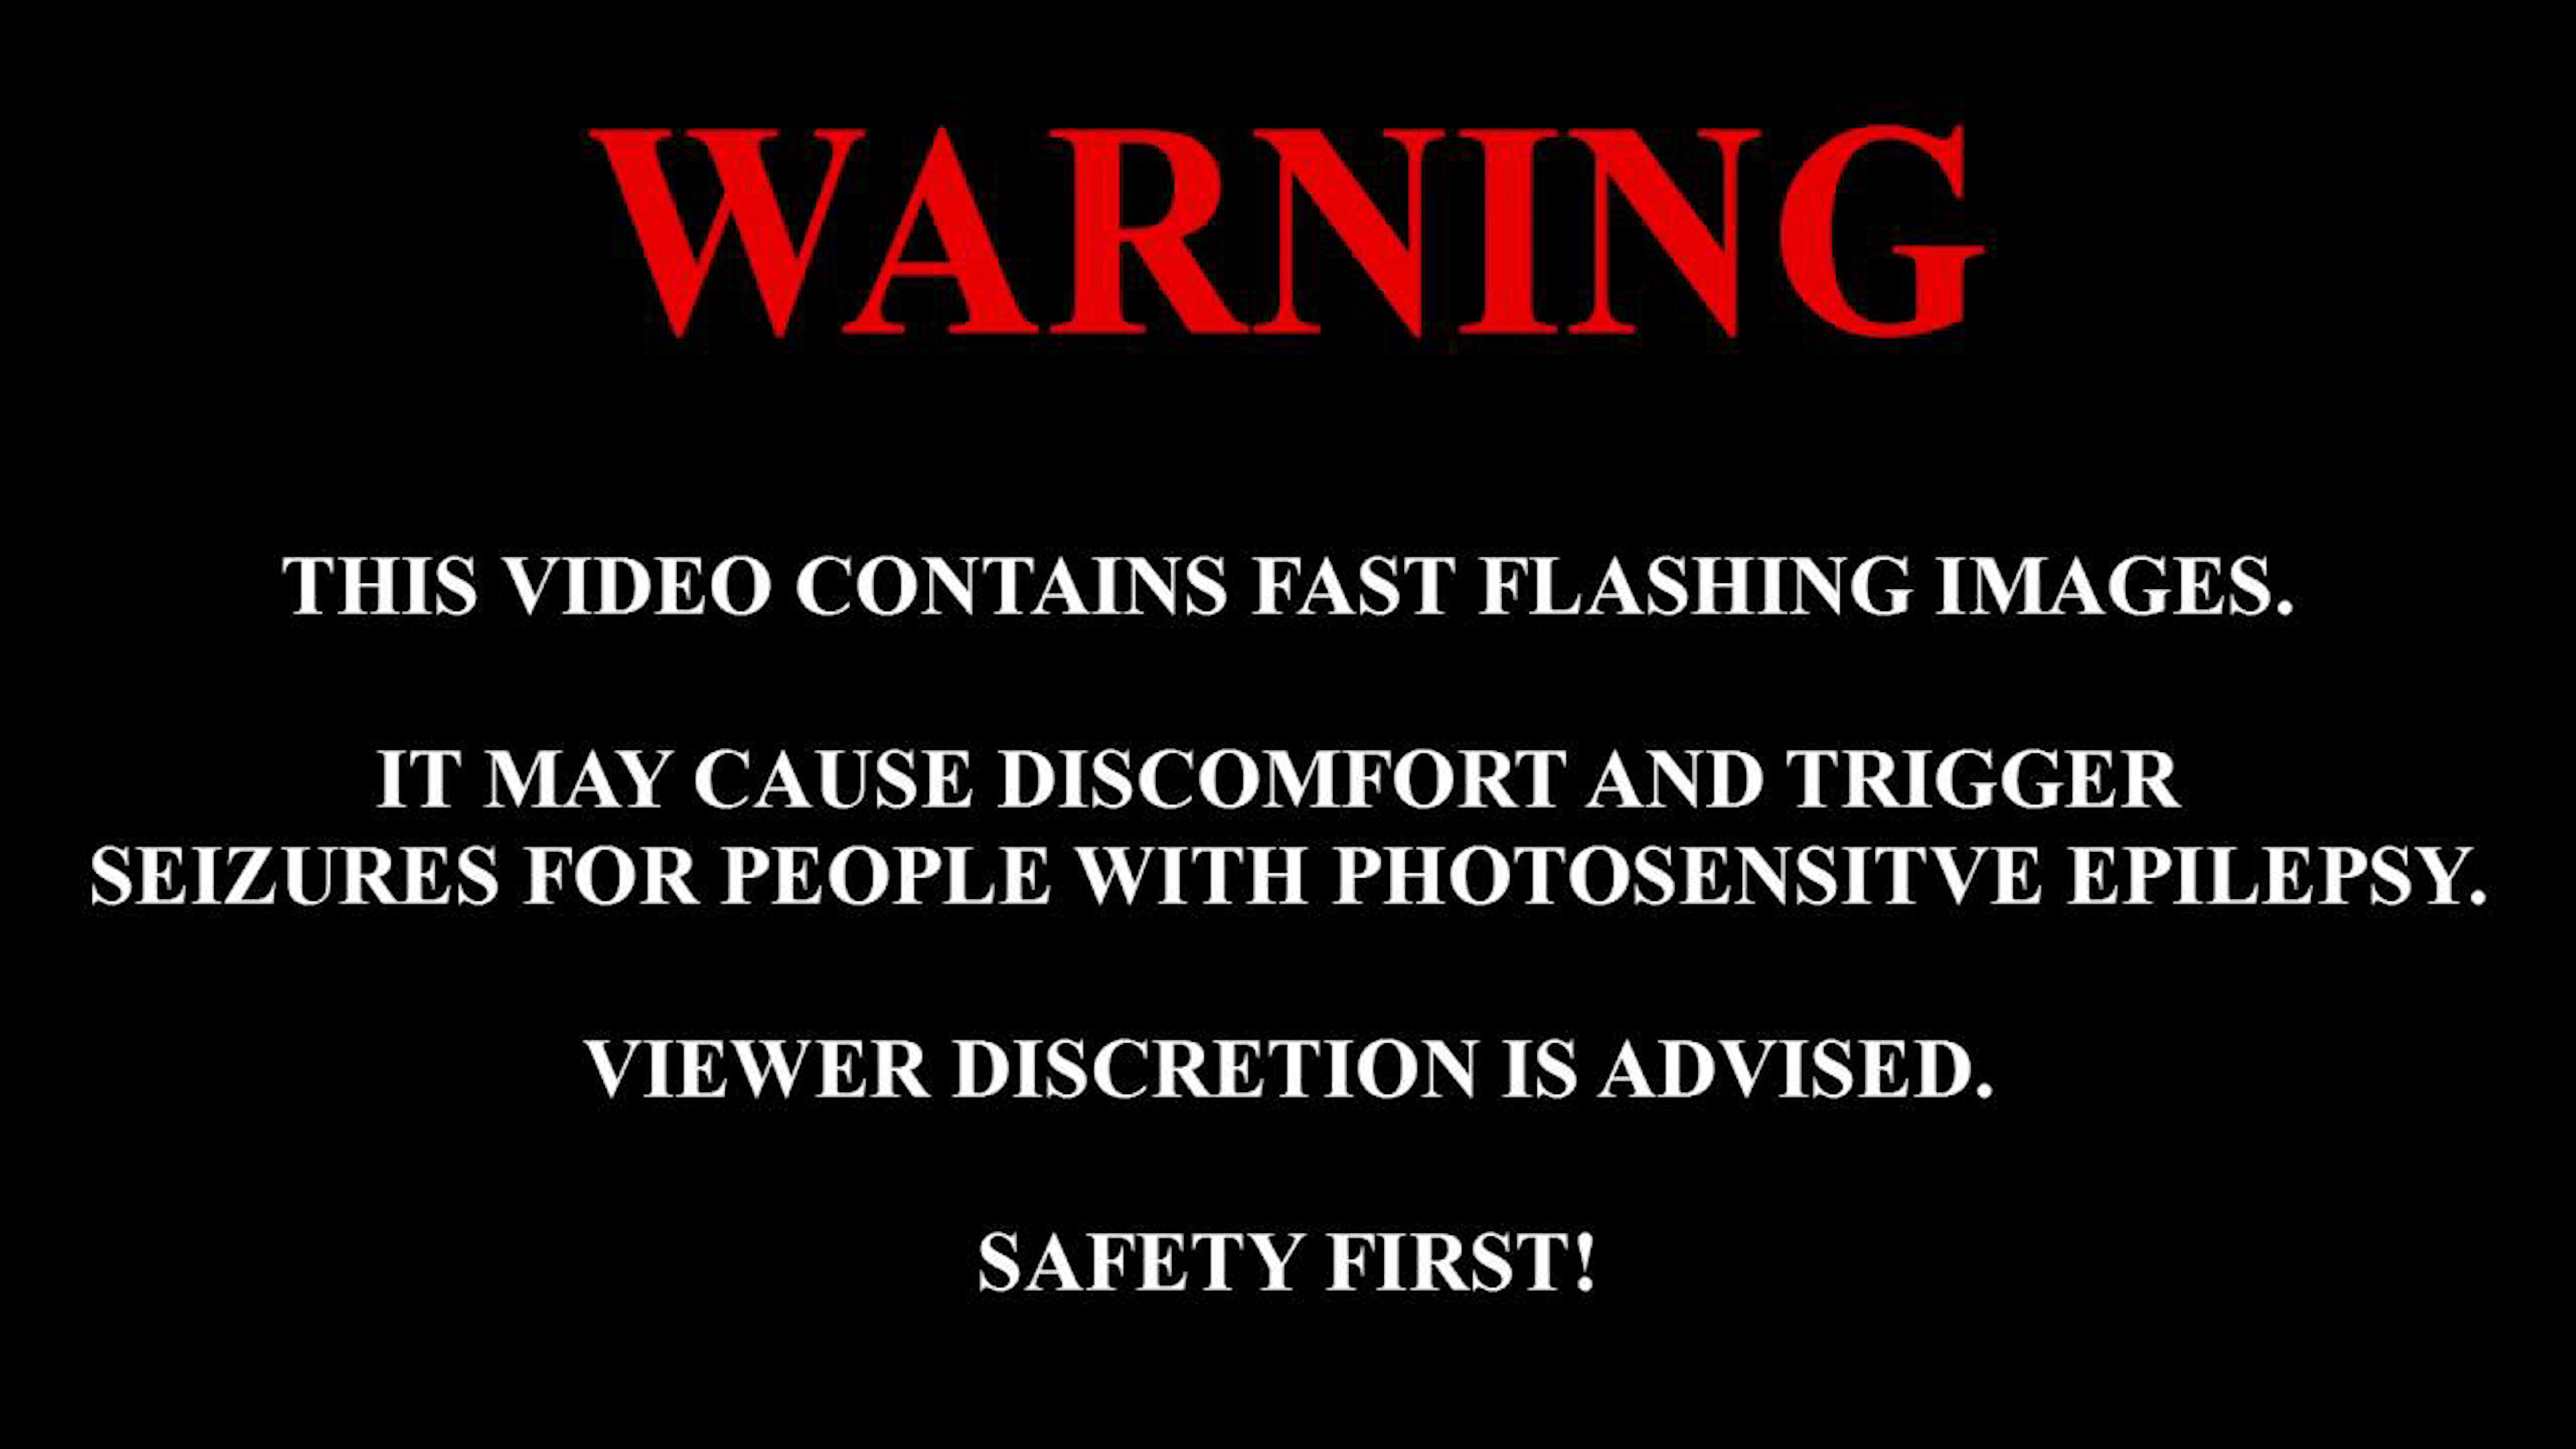 WARNING
THIS VIDEO CONTAINS FAST FLASHING IMAGES.
IT MAY CAUSE DISCOMFORT AND TRIGGER
SEIZURES FOR PEOPLE WITH PHOTOSENSITVE EPILEPSY.
VIEWER DISCRETION IS ADVISED.
SAFETY FIRST!